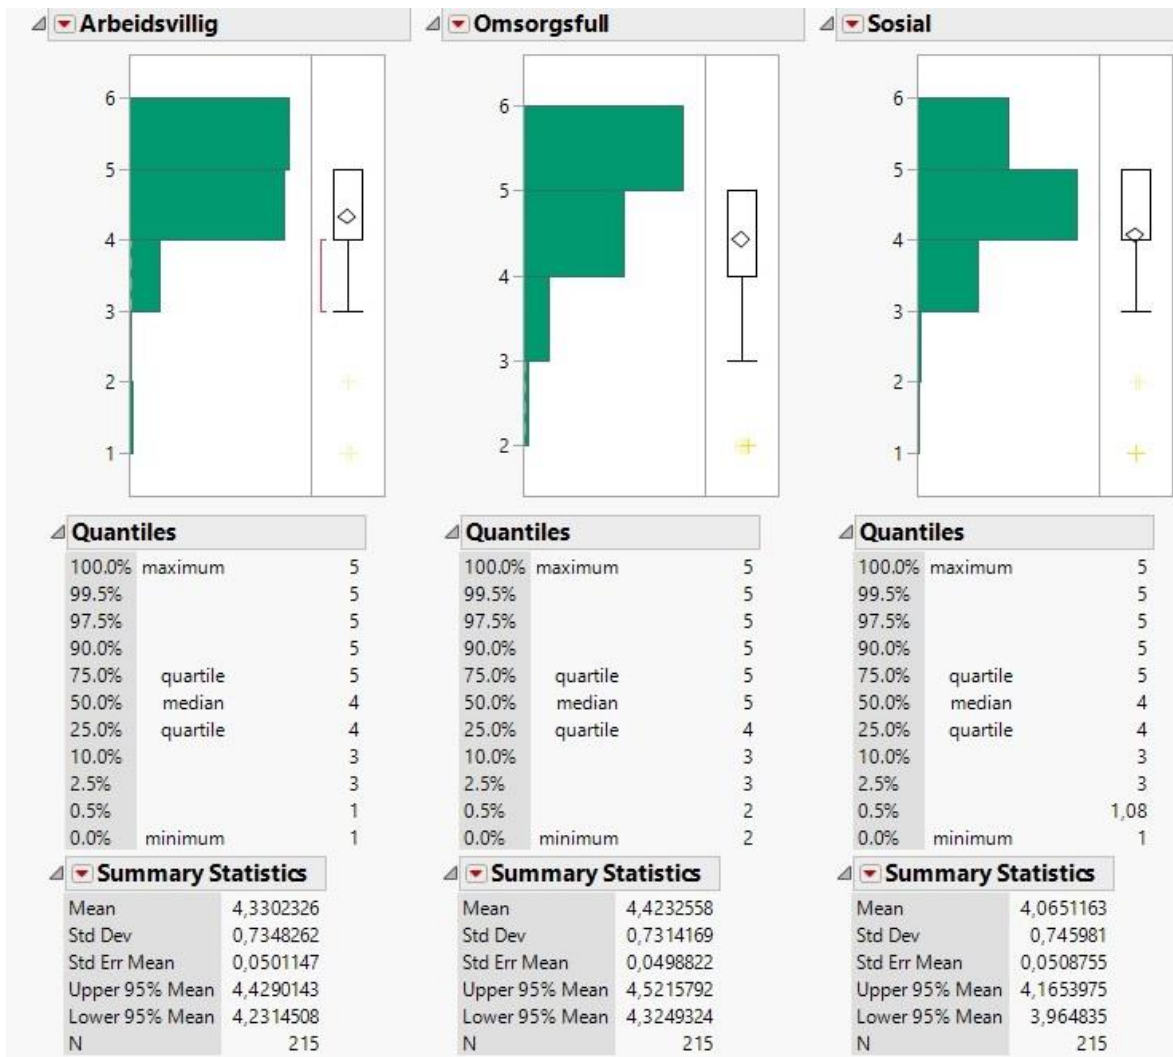 Arbeidsvillig
6
5
4
3
2
1
Quantiles
100.0% maximum 5
99.5% 5
97.5% 5
90.0% 5
75.0% quartile 5
50.0% median 4
25.0% quartile 4
10.0% 3
2.5% 3
0.5% 1
0.0% minimum 1
Summary Statistics
Mean 4,3302326
Std Dev 0,7348262
Std Err Mean 0,0501147
Upper 95% Mean 4,4290143
Lower 95% Mean 4,2314508
N 215
Omsorgsfull
6
5
4
3
2
Quantiles
100.0% maximum 5
99.5% 5
97.5% 5
90.0% 5
75.0% quartile 5
50.0% median 5
25.0% quartile 4
10.0% 3
2.5% 3
0.5% 2
0.0% minimum 2
Summary Statistics
Mean 4,4232558
Std Dev 0,7314169
Std Err Mean 0,0498822
Upper 95% Mean 4,5215792
Lower 95% Mean 4,3249324
N 215
Sosial
6
5
4
3
2
1
Quantiles
100.0% maximum 5
99.5% 5
97.5% 5
90.0% 5
75.0% quartile 5
50.0% median 4
25.0% quartile 4
10.0% 3
2.5% 3
0.5% 1,08
0.0% minimum 1
Summary Statistics
Mean 4,0651163
Std Dev 0,745981
Std Err Mean 0,0508755
Upper 95% Mean 4,1653975
Lower 95% Mean 3,964835
N 215